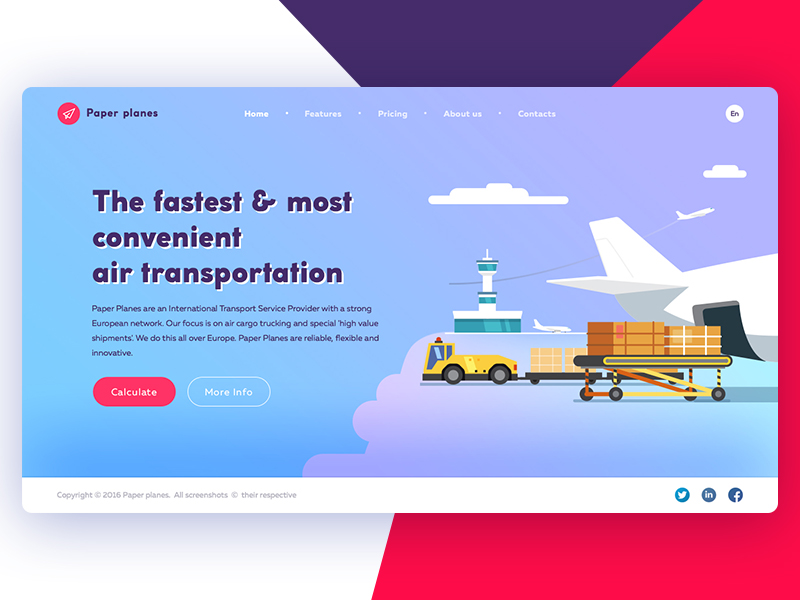 Paper planes
Home • Features • Pricing • About us • Contacts
En
The fastest & most
convenient
air transportation
Paper Planes are an International Transport Service Provider with a strong
European network. Our focus is on air cargo trucking and special 'high value
shipments'. We do this all over Europe. Paper Planes are reliable, flexible and
innovative.
Calculate
More Info
Copyright © 2016 Paper planes. All screenshots © their respective
in